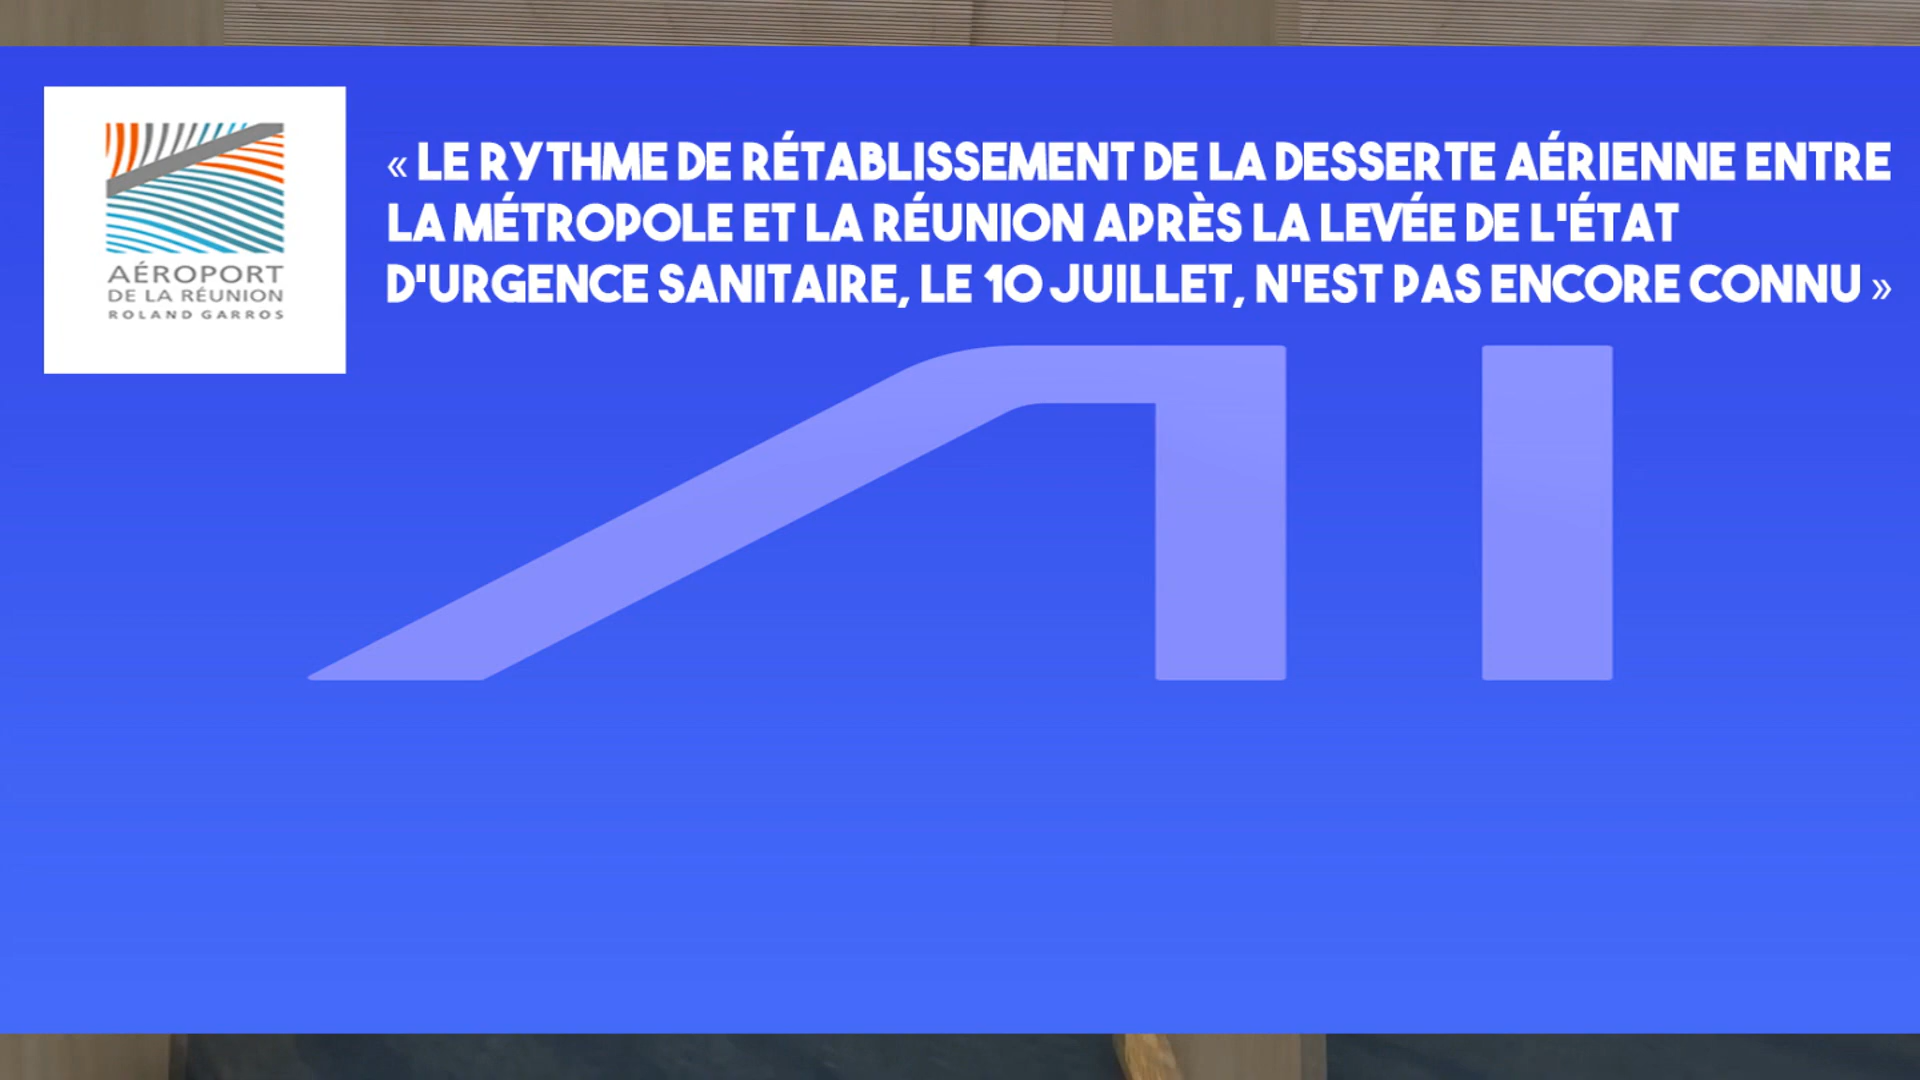 AÉROPORT
DE LA RÉUNION
ROLAND GARROS
« LE RYTHME DE RÉTABLISSEMENT DE LA DESSERTE AÉRIENNE ENTRE
LA MÉTROPOLE ET LA RÉUNION APRÈS LA LEVÉE DE L'ÉTAT
D'URGENCE SANITAIRE, LE 10 JUILLET, N'EST PAS ENCORE CONNU »